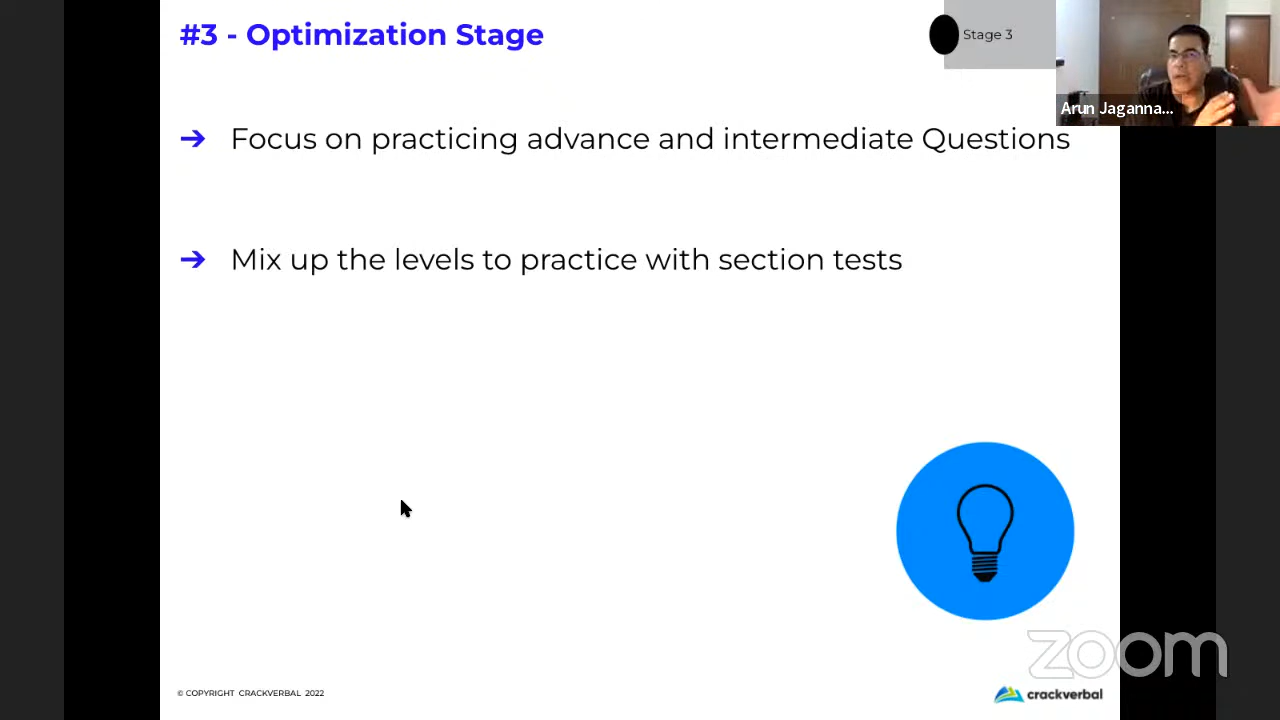 #3 - Optimization Stage
Stage 3
Arun Jaganna...
➔ Focus on practicing advance and intermediate Questions
➔ Mix up the levels to practice with section tests
zoom
© COPYRIGHT CRACKVERBAL 2022
crackverbal